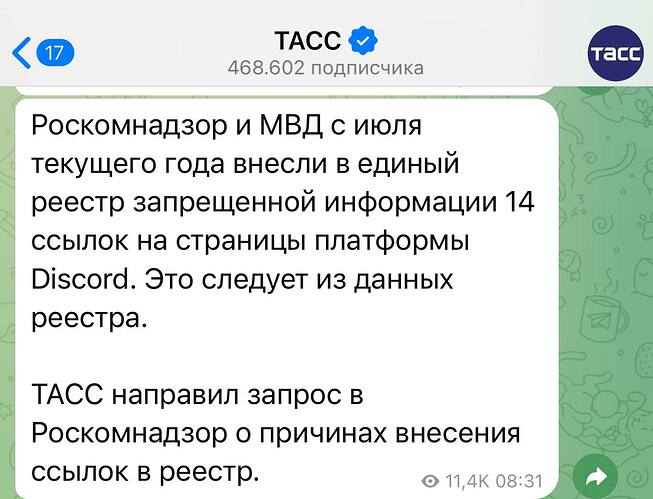 17
ТАСС
468.602 подписчика
ТАСС
Роскомнадзор и МВД с июля
текущего года внесли в единый
реестр запрещенной информации 14
ссылок на страницы платформы
Discord. Это следует из данных
реестра.
ТАСС направил запрос в
Роскомнадзор о причинах внесения
ссылок в реестр.
11,4K 08:31